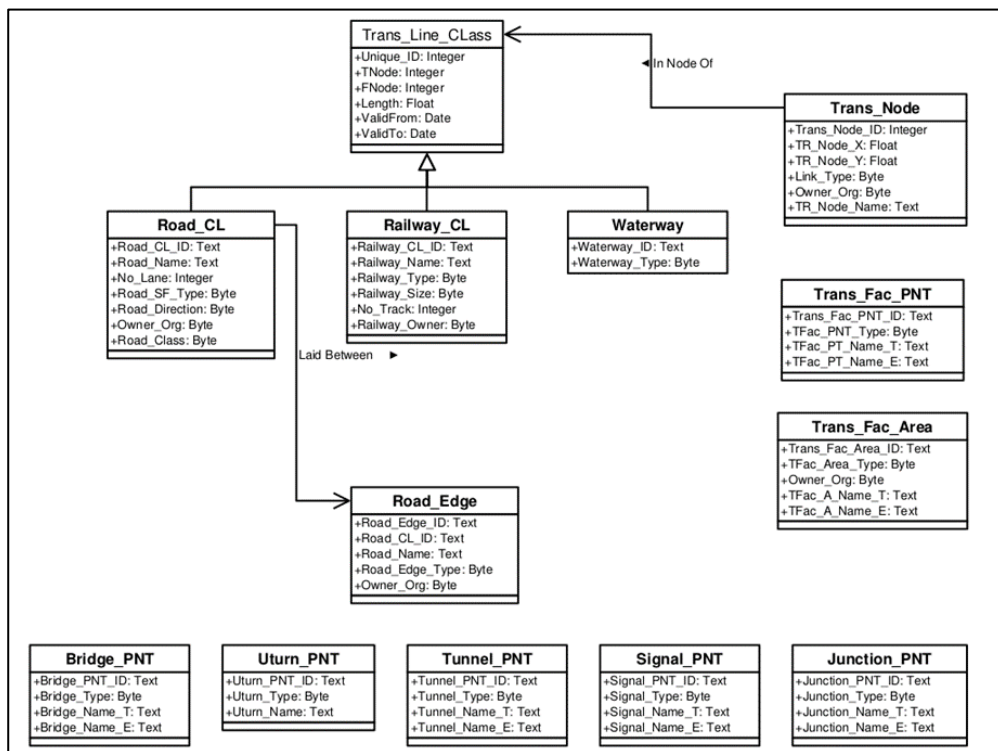 Trans_Line_CLass
+Unique_ID: Integer
+TNode: Integer
+FNode: Integer
+Length: Float
+ValidFrom: Date
+ValidTo: Date
◄ In Node Of
Trans_Node
+Trans_Node_ID: Integer
+TR_Node_X: Float
+TR_Node_Y: Float
+Link_Type: Byte
+Owner_Org: Byte
+TR_Node_Name: Text
Road_CL
+Road_CL_ID: Text
+Road_Name: Text
+No_Lane: Integer
+Road_SF_Type: Byte
+Road_Direction: Byte
+Owner_Org: Byte
+Road_Class: Byte
Railway_CL
+Railway_CL_ID: Text
+Railway_Name: Text
+Railway_Type: Byte
+Railway_Size: Byte
+No_Track: Integer
+Railway_Owner: Byte
Waterway
+Waterway_ID: Text
+Waterway_Type: Byte
Laid Between ►
Trans_Fac_PNT
+Trans_Fac_PNT_ID: Text
+TFac_PNT_Type: Byte
+TFac_PT_Name_T: Text
+TFac_PT_Name_E: Text
Trans_Fac_Area
+Trans_Fac_Area_ID: Text
+TFac_Area_Type: Byte
+Owner_Org: Byte
+TFac_A_Name_T: Text
+TFac_A_Name_E: Text
Road_Edge
+Road_Edge_ID: Text
+Road_CL_ID: Text
+Road_Name: Text
+Road_Edge_Type: Byte
+Owner_Org: Byte
Bridge_PNT
+Bridge_PNT_ID: Text
+Bridge_Type: Byte
+Bridge_Name_T: Text
+Bridge_Name_E: Text
Uturn_PNT
+Uturn_PNT_ID: Text
+Uturn_Type: Byte
+Uturn_Name: Text
Tunnel_PNT
+Tunnel_PNT_ID: Text
+Tunnel_Type: Byte
+Tunnel_Name_T: Text
+Tunnel_Name_E: Text
Signal_PNT
+Signal_PNT_ID: Text
+Signal_Type: Byte
+Signal_Name_T: Text
+Signal_Name_E: Text
Junction_PNT
+Junction_PNT_ID: Text
+Junction_Type: Byte
+Junction_Name_T: Text
+Junction_Name_E: Text